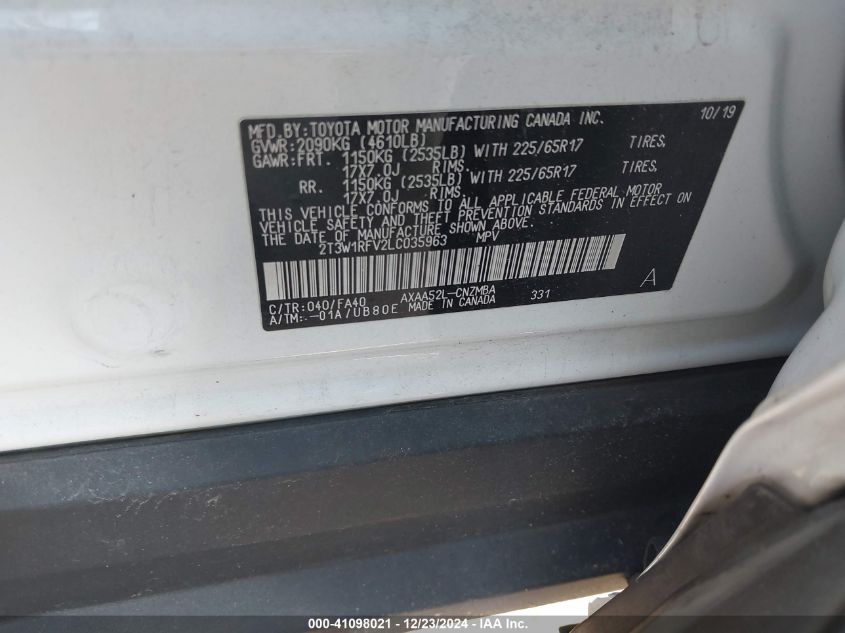 MFD.BY:TOYOTA MOTOR MANUFACTURING CANADA INC. 10/19
GVWR:2090KG (4610LB)
GAWR:FRT. 1150KG (2535LB) WITH 225/65R17 TIRES,
17X7.0J RIMS,
RR. 1150KG (2535LB) WITH 225/65R17 TIRES,
17X7.0J RIMS,
THIS VEHICLE CONFORMS TO ALL APPLICABLE FEDERAL MOTOR
VEHICLE SAFETY AND THEFT PREVENTION STANDARDS IN EFFECT ON
THE DATE OF MANUFACTURE SHOWN ABOVE.
2T3W1RFV2LC035963 MPV
A
C/TR:040/FA40 AXAA52L-CNZMBA 331
A/TM:-01A/UB80E MADE IN CANADA
000-41098021 - 12/23/2024 - IAA Inc.